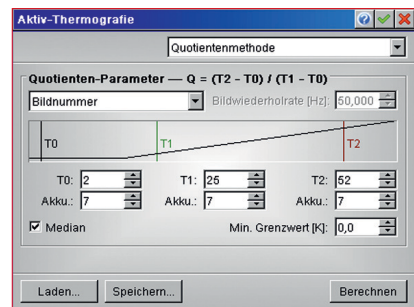 Aktiv-Thermografie
Quotientenmethode
Quotienten-Parameter — Q = (T2 - T0) / (T1 - T0)
Bildnummer Bildwiederholrate [Hz]: 50,000
T0 T1 T2
T0: 2 T1: 25 T2: 52
Akku.: 7 Akku.: 7 Akku.: 7
Median Min. Grenzwert [K]: 0,0
Laden... Speichern... Berechnen